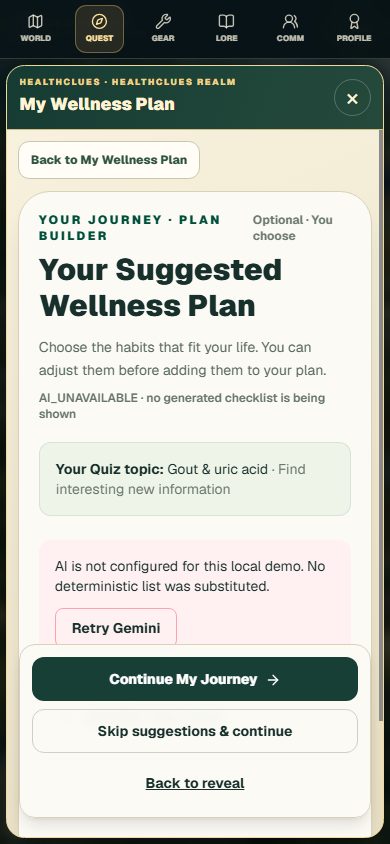 WORLD
QUEST
GEAR
LORE
COMM
PROFILE
HEALTHCLUES · HEALTHCLUES REALM
My Wellness Plan
Back to My Wellness Plan
YOUR JOURNEY · PLAN
BUILDER
Optional · You
choose
Your Suggested
Wellness Plan
Choose the habits that fit your life. You can
adjust them before adding them to your plan.
AI_UNAVAILABLE · no generated checklist is being
shown
Your Quiz topic: Gout & uric acid · Find
interesting new information
AI is not configured for this local demo. No
deterministic list was substituted.
Retry Gemini
Continue My Journey →
Skip suggestions & continue
Back to reveal